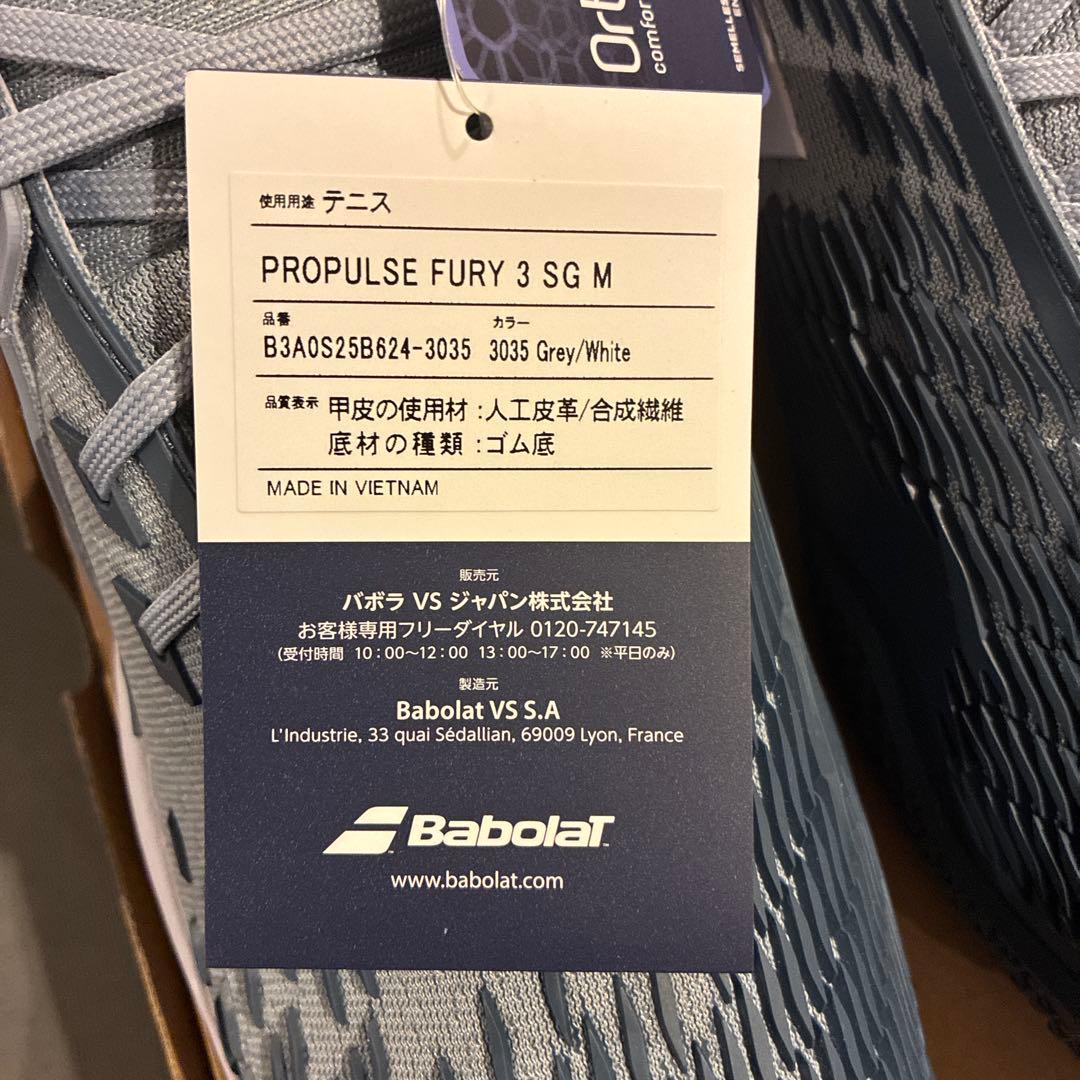 comfor
SEMELLES
使用用途 テニス
PROPULSE FURY 3 SG M
品番 カラー
B3A0S25B624-3035 3035 Grey/White
品質表示 甲皮の使用材 :人工皮革/合成繊維
底材の種類 :ゴム底
MADE IN VIETNAM
販売元
バボラ VS ジャパン株式会社
お客様専用フリーダイヤル 0120-747145
(受付時間 10:00〜12:00 13:00〜17:00 ※平日のみ)
製造元
Babolat VS S.A
L'Industrie, 33 quai Sédallian, 69009 Lyon, France
BabolaT
www.babolat.com